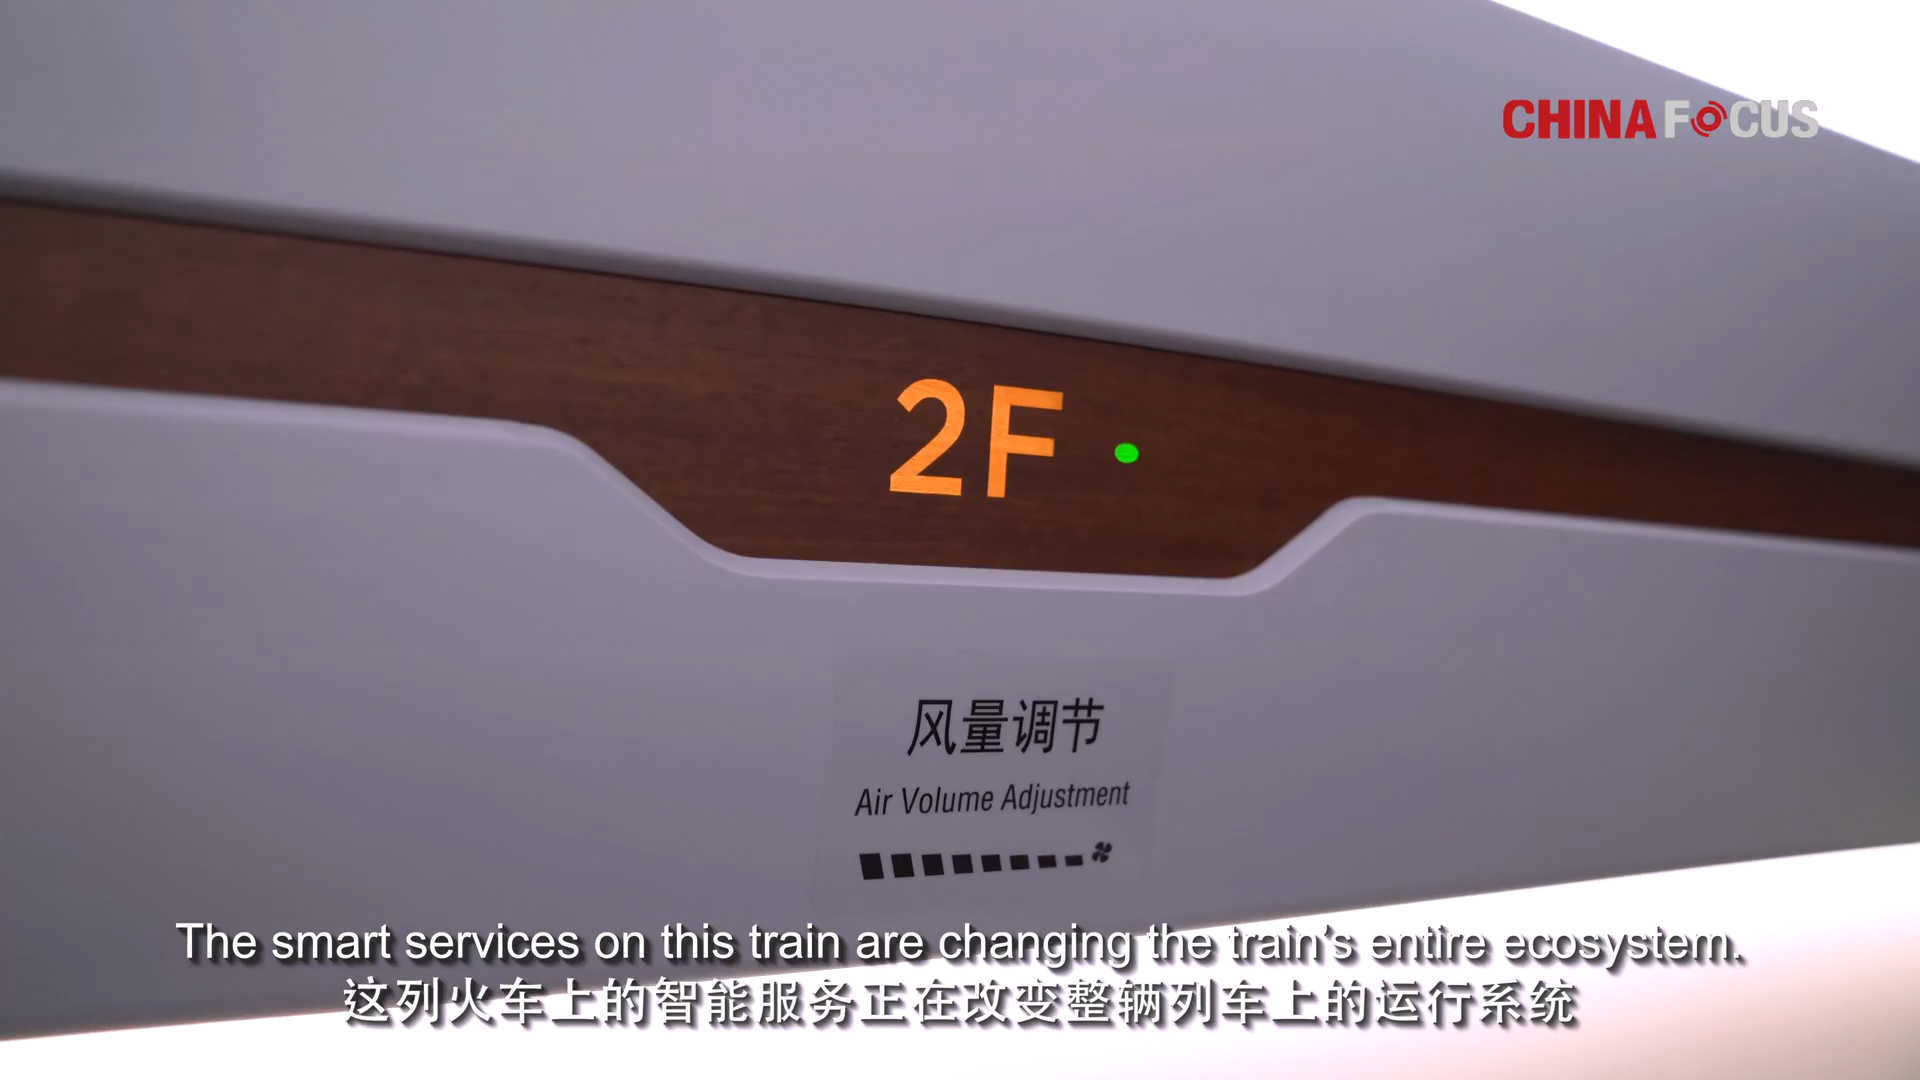 CHINA FOCUS
2F
风量调节
Air Volume Adjustment
The smart services on this train are changing the train's entire ecosystem.
这列火车上的智能服务正在改变整辆列车上的运行系统